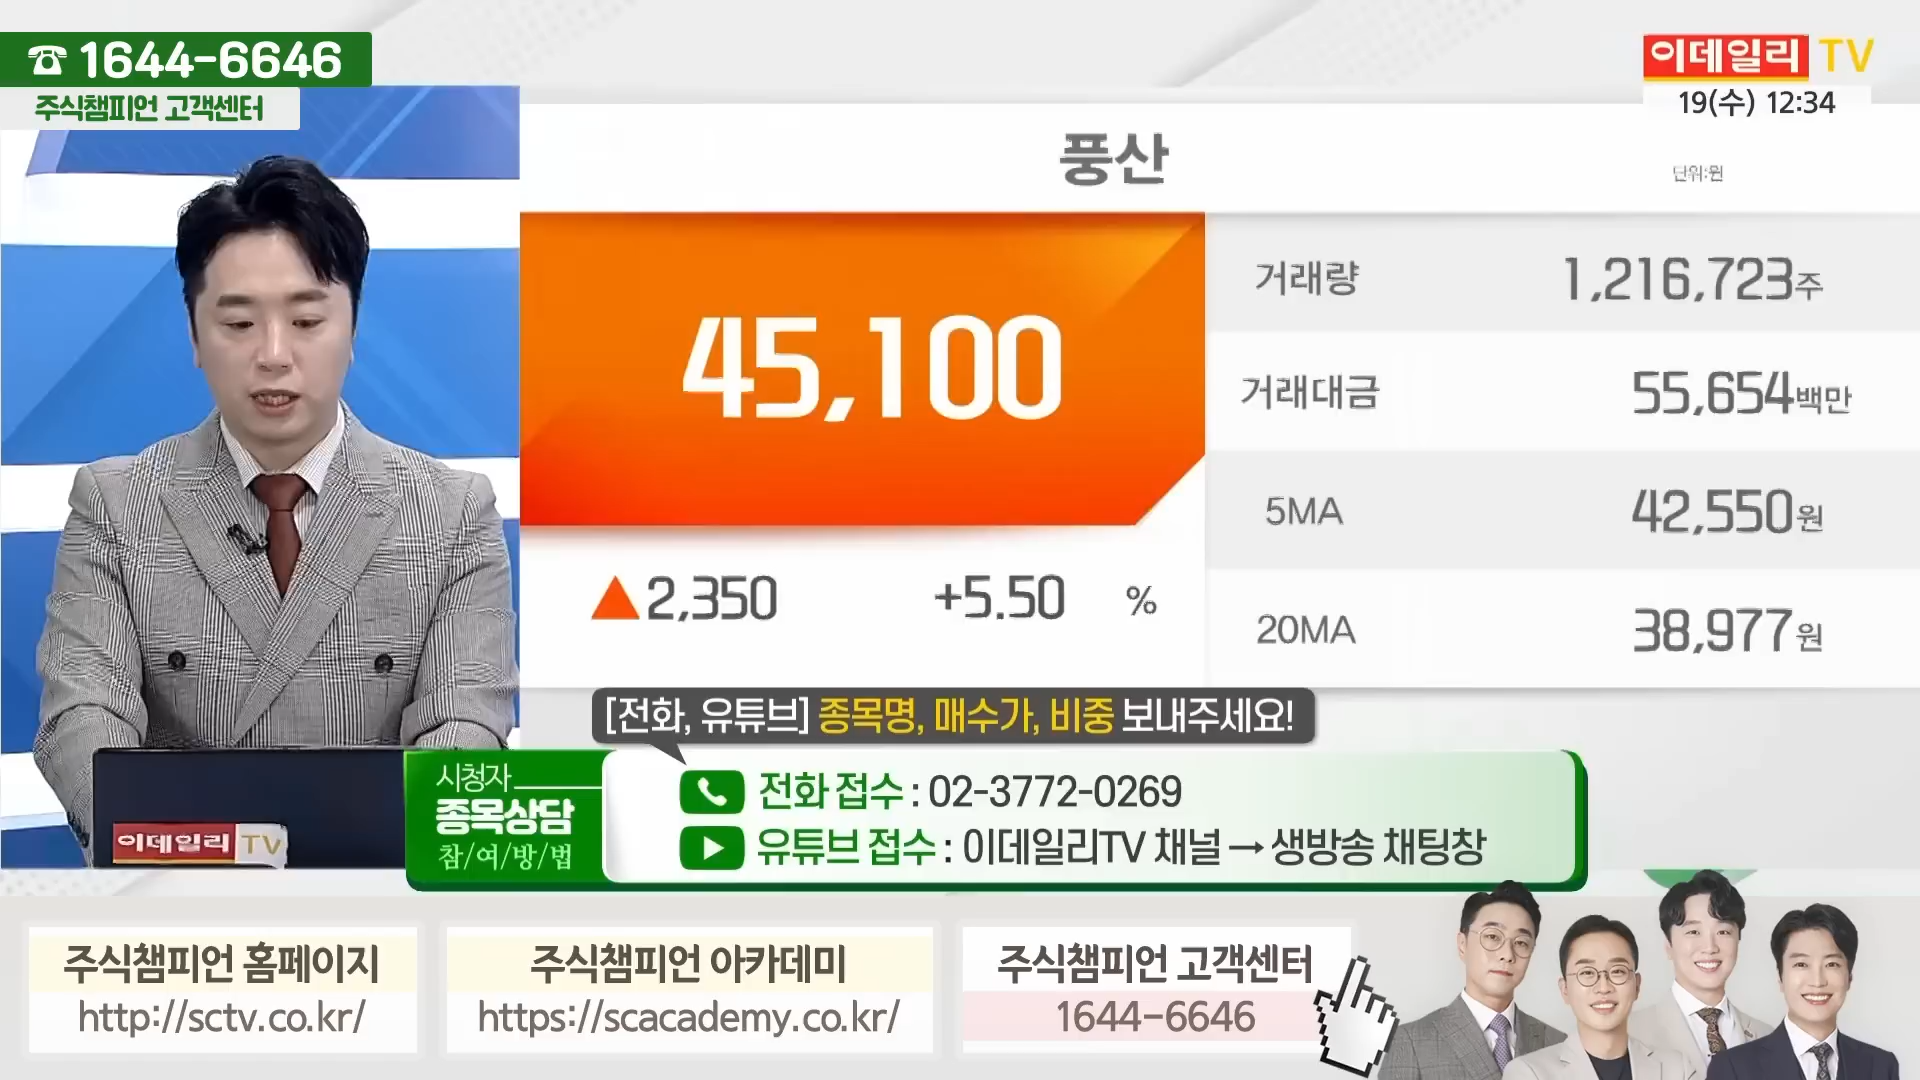 ☎ 1644-6646
주식챔피언 고객센터
이데일리 TV
19(수) 12:34
풍산
단위:원
45,100
▲2,350 +5.50 %
거래량 1,216,723주
거래대금 55,654백만
5MA 42,550원
20MA 38,977원
[전화, 유튜브] 종목명, 매수가, 비중 보내주세요!
시청자
종목상담
참/여/방/법
전화 접수 : 02-3772-0269
유튜브 접수 : 이데일리TV 채널 → 생방송 채팅창
이데일리 TV
주식챔피언 홈페이지
http://sctv.co.kr/
주식챔피언 아카데미
https://scacademy.co.kr/
주식챔피언 고객센터
1644-6646